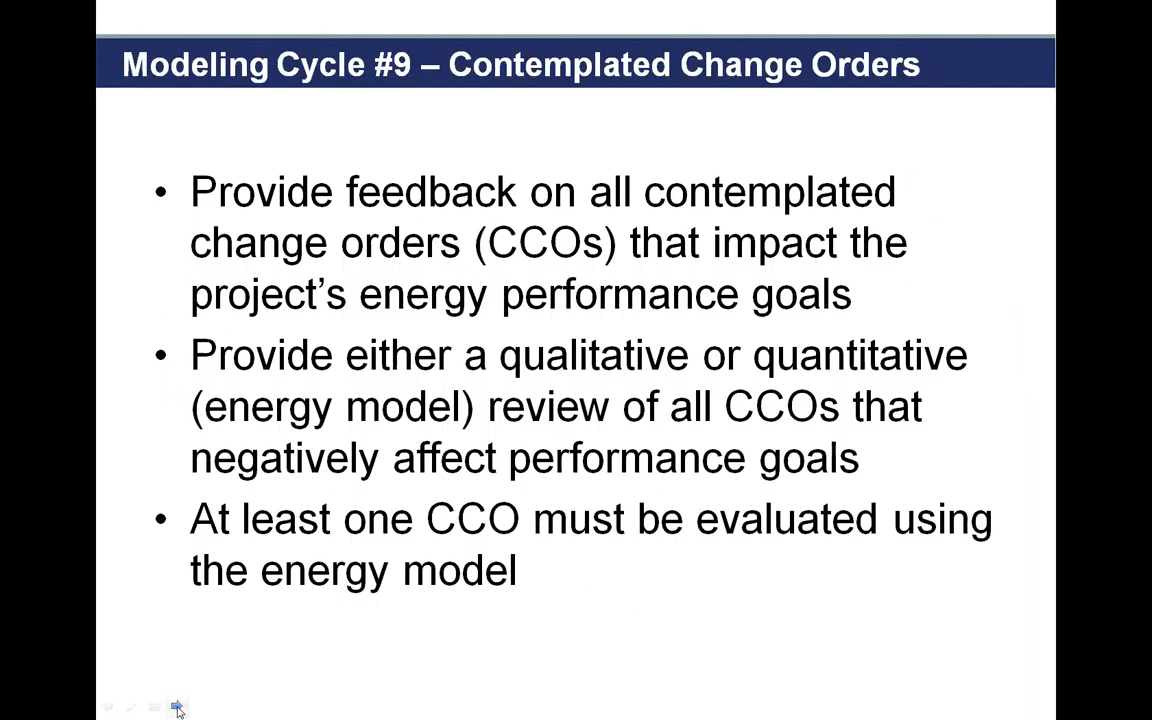 Modeling Cycle #9 – Contemplated Change Orders
• Provide feedback on all contemplated
change orders (CCOs) that impact the
project’s energy performance goals
• Provide either a qualitative or quantitative
(energy model) review of all CCOs that
negatively affect performance goals
• At least one CCO must be evaluated using
the energy model